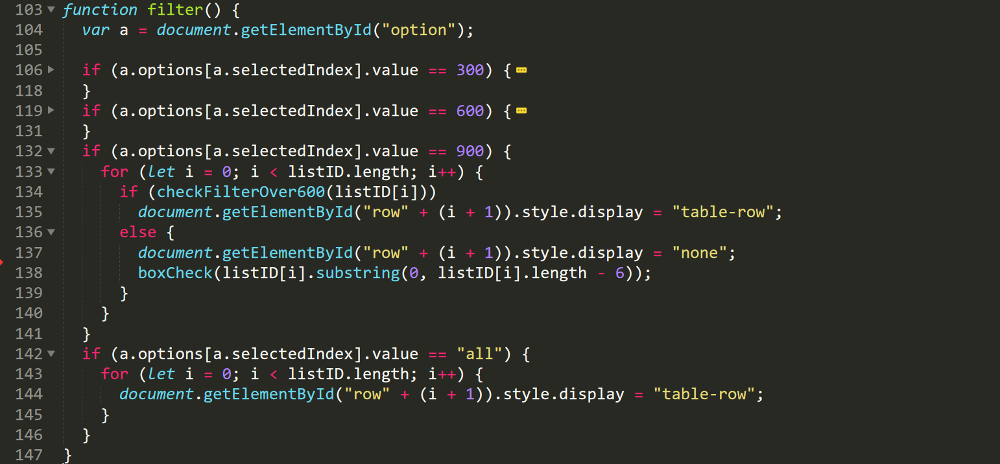 103 function filter() {
104 var a = document.getElementById("option");
105
106 if (a.options[a.selectedIndex].value == 300) {
118 }
119 if (a.options[a.selectedIndex].value == 600) {
131 }
132 if (a.options[a.selectedIndex].value == 900) {
133 for (let i = 0; i < listID.length; i++) {
134 if (checkFilterOver600(listID[i]))
135 document.getElementById("row" + (i + 1)).style.display = "table-row";
136 else {
137 document.getElementById("row" + (i + 1)).style.display = "none";
138 boxCheck(listID[i].substring(0, listID[i].length - 6));
139 }
140 }
141 }
142 if (a.options[a.selectedIndex].value == "all") {
143 for (let i = 0; i < listID.length; i++) {
144 document.getElementById("row" + (i + 1)).style.display = "table-row";
145 }
146 }
147 }